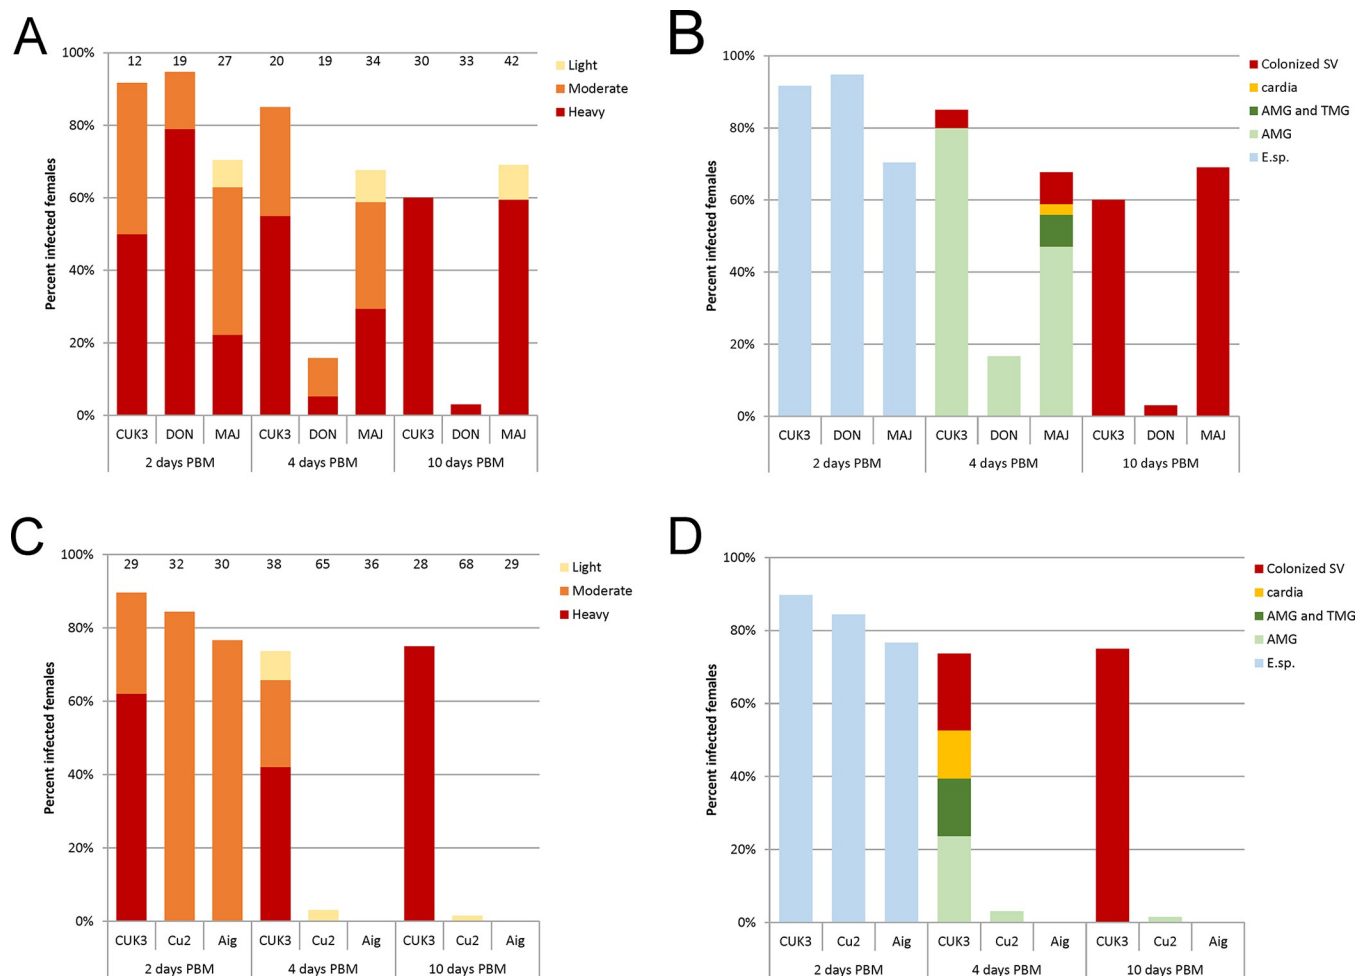 A
Percent infected females
100%
80%
60%
40%
20%
0%
12 19 27 20 19 34 30 33 42
Light
Moderate
Heavy
CUK3 DON MAJ CUK3 DON MAJ CUK3 DON MAJ
2 days PBM 4 days PBM 10 days PBM
B
Percent infected females
100%
80%
60%
40%
20%
0%
Colonized SV
cardia
AMG and TMG
AMG
E.sp.
CUK3 DON MAJ CUK3 DON MAJ CUK3 DON MAJ
2 days PBM 4 days PBM 10 days PBM
C
Percent infected females
100%
80%
60%
40%
20%
0%
29 32 30 38 65 36 28 68 29
Light
Moderate
Heavy
CUK3 Cu2 Aig CUK3 Cu2 Aig CUK3 Cu2 Aig
2 days PBM 4 days PBM 10 days PBM
D
Percent infected females
100%
80%
60%
40%
20%
0%
Colonized SV
cardia
AMG and TMG
AMG
E.sp.
CUK3 Cu2 Aig CUK3 Cu2 Aig CUK3 Cu2 Aig
2 days PBM 4 days PBM 10 days PBM